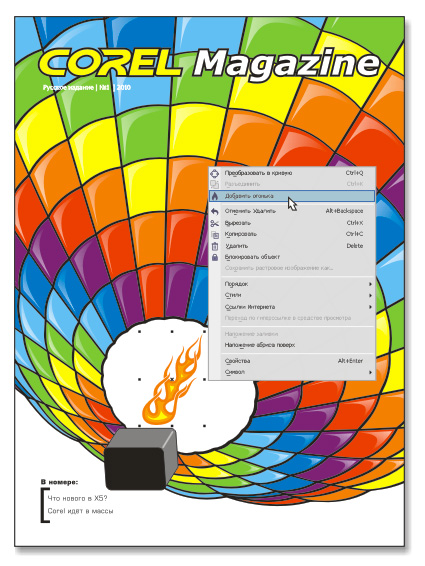 COREL Magazine
Русское издание | №1 | 2010
Преобразовать в кривую Ctrl+Q
Разъединить Ctrl+K
Добавить огонька
Отменить Удалить Alt+Backspace
Вырезать Ctrl+X
Копировать Ctrl+C
Удалить Delete
Блокировать объект
Сохранить растровое изображение как...
Порядок
Стили
Ссылки Интернета
Переход по гиперссылке в средстве просмотра
Наложение заливки
Наложение абриса поверх
Свойства Alt+Enter
Символ
В номере:
Что нового в X5?
Corel идёт в массы